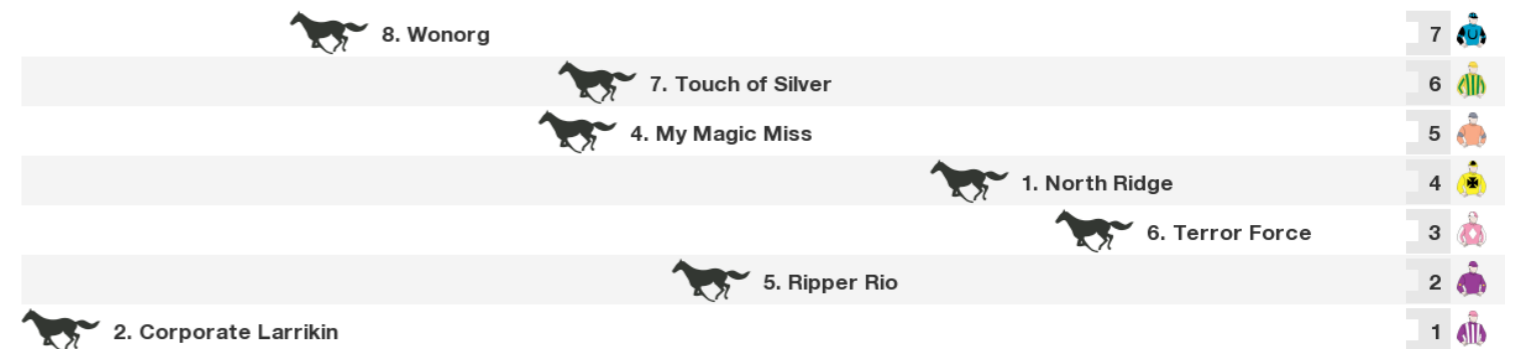 8. Wonorg 7
7. Touch of Silver 6
4. My Magic Miss 5
1. North Ridge 4
6. Terror Force 3
5. Ripper Rio 2
2. Corporate Larrikin 1